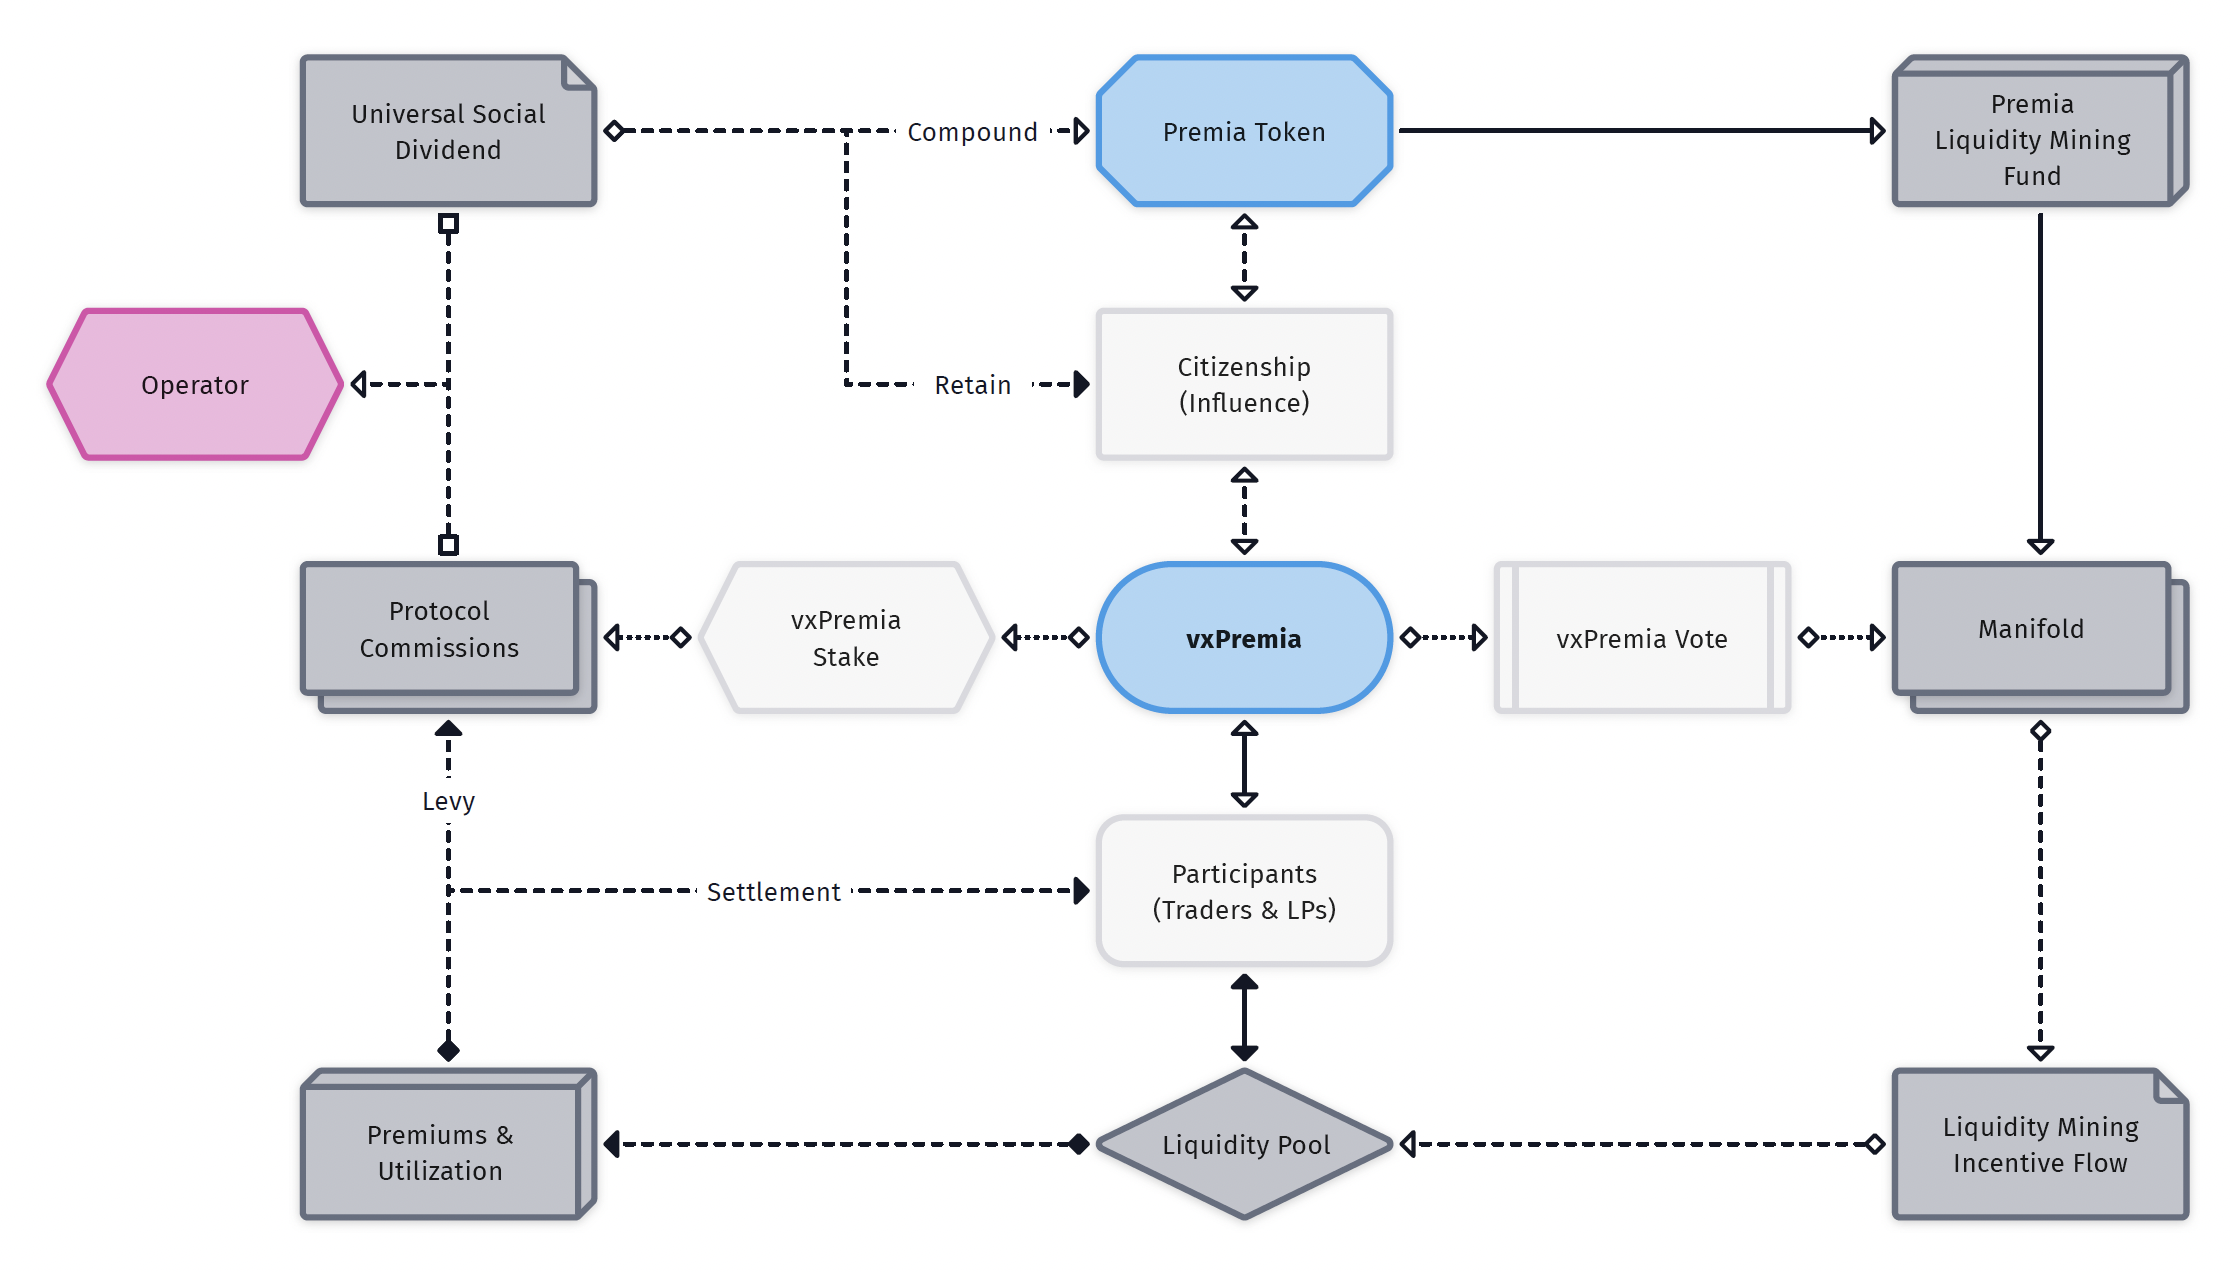 Universal Social
Dividend
Compound
Premia Token
Premia
Liquidity Mining
Fund
Operator
Retain
Citizenship
(Influence)
Protocol
Commissions
vxPremia
Stake
vxPremia
vxPremia Vote
Manifold
Levy
Settlement
Participants
(Traders & LPs)
Premiums &
Utilization
Liquidity Pool
Liquidity Mining
Incentive Flow